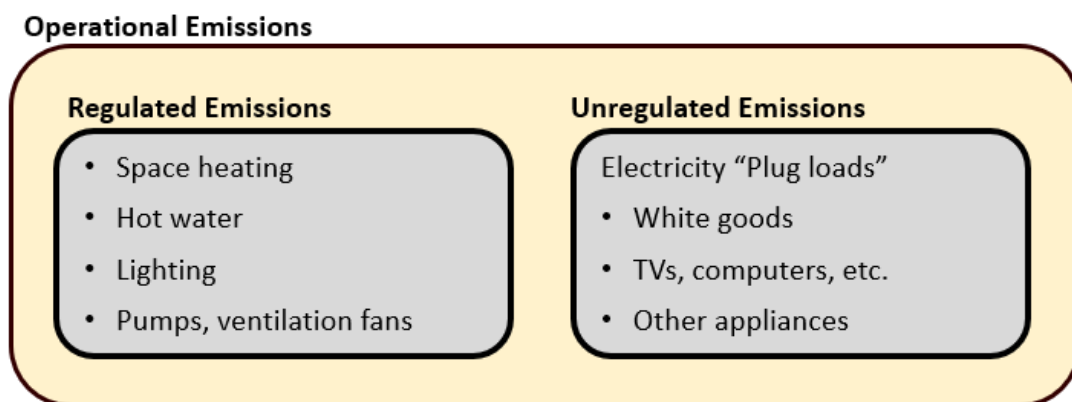 Operational Emissions
Regulated Emissions
• Space heating
• Hot water
• Lighting
• Pumps, ventilation fans
Unregulated Emissions
Electricity “Plug loads”
• White goods
• TVs, computers, etc.
• Other appliances